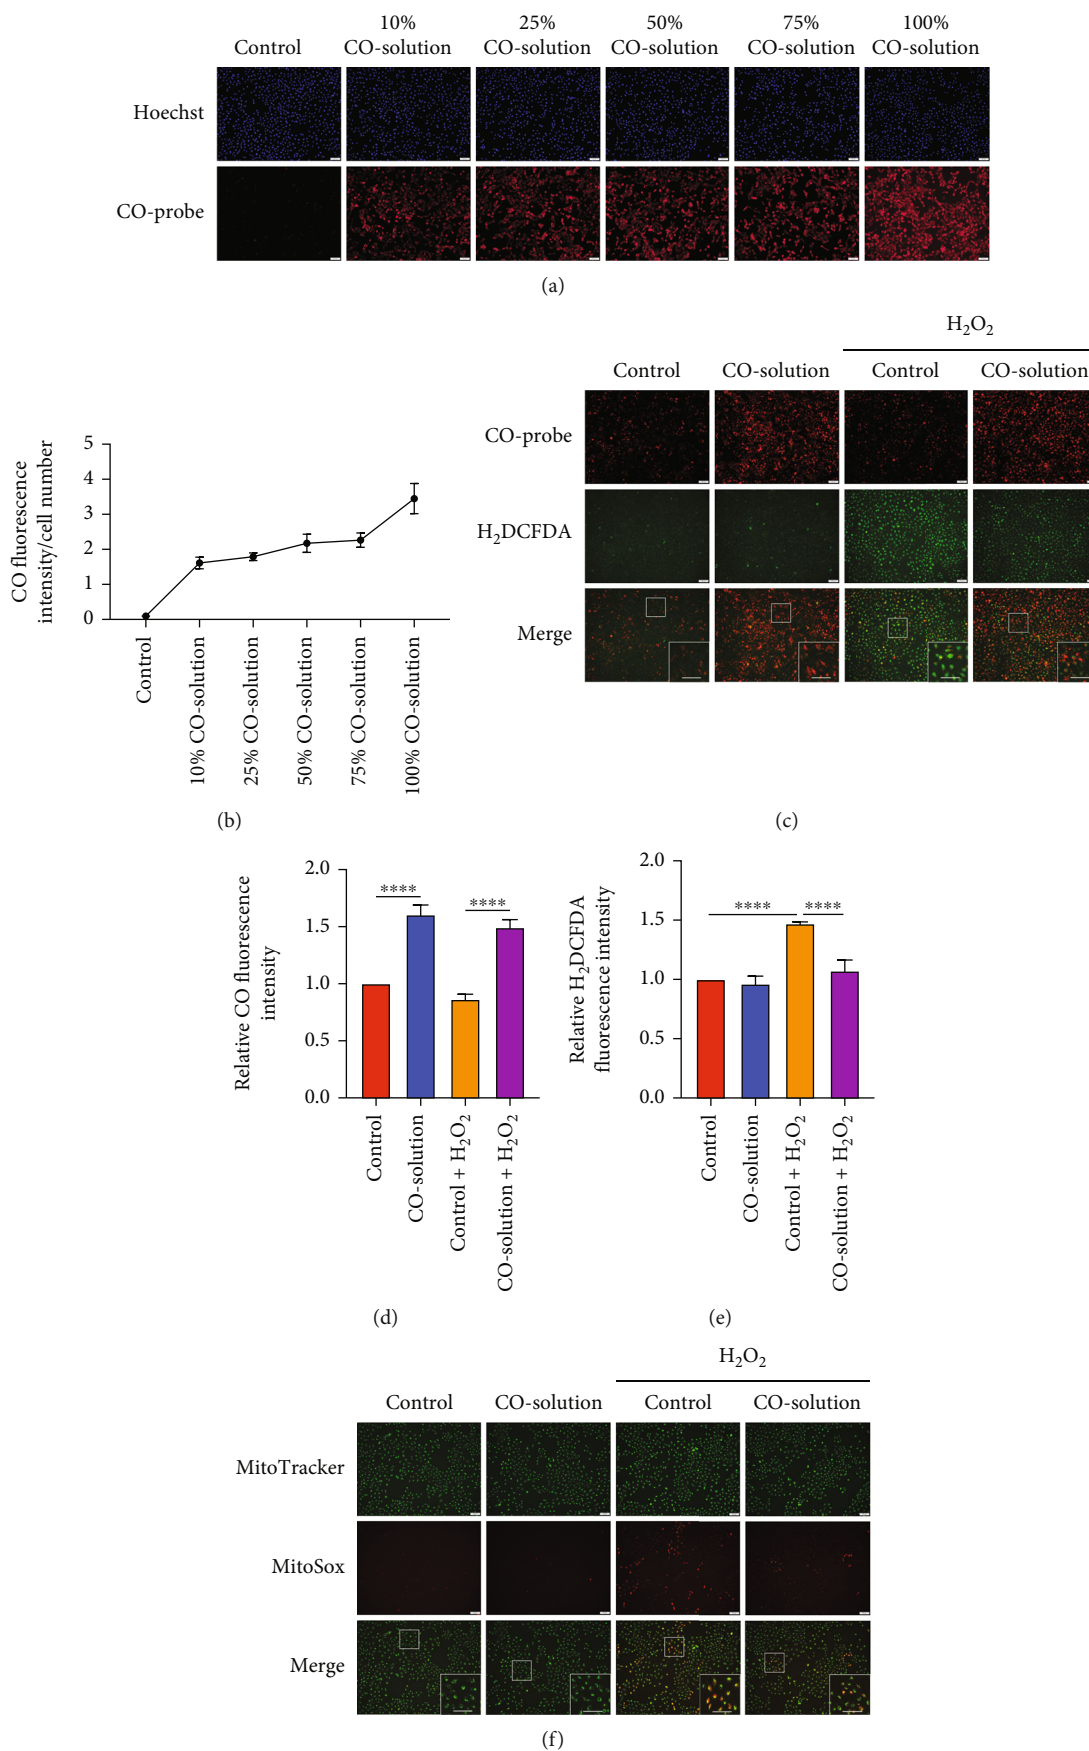 10% 25% 50% 75% 100%
Control CO-solution CO-solution CO-solution CO-solution CO-solution
Hoechst
CO-probe
(a)
5
4
3
2
1
0
CO fluorescence
intensity/cell number
Control
10% CO-solution
25% CO-solution
50% CO-solution
75% CO-solution
100% CO-solution
(b)
H₂O₂
Control CO-solution Control CO-solution
CO-probe
H₂DCFDA
Merge
(c)
2.0
1.5
1.0
0.5
0.0
Relative CO fluorescence
intensity
**** ****
Control
CO-solution
Control + H₂O₂
CO-solution + H₂O₂
(d)
2.0
1.5
1.0
0.5
0.0
Relative H₂DCFDA
fluorescence intensity
**** ****
Control
CO-solution
Control + H₂O₂
CO-solution + H₂O₂
(e)
H₂O₂
Control CO-solution Control CO-solution
MitoTracker
MitoSox
Merge
(f)